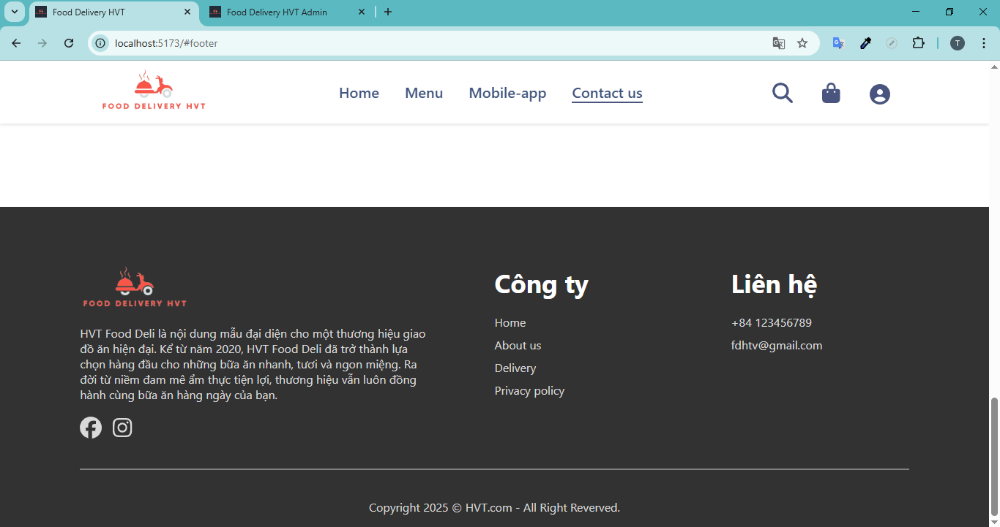 Food Delivery HVT
Food Delivery HVT Admin
localhost:5173/#footer
T
FOOD DELIVERY HVT
Home
Menu
Mobile-app
Contact us
FOOD DELIVERY HVT
HVT Food Deli là nội dung mẫu đại diện cho một thương hiệu giao
đồ ăn hiện đại. Kể từ năm 2020, HVT Food Deli đã trở thành lựa
chọn hàng đầu cho những bữa ăn nhanh, tươi và ngon miệng. Ra
đời từ niềm đam mê ẩm thực tiện lợi, thương hiệu vẫn luôn đồng
hành cùng bữa ăn hàng ngày của bạn.
Công ty
Home
About us
Delivery
Privacy policy
Liên hệ
+84 123456789
fdhtv@gmail.com
Copyright 2025 © HVT.com - All Right Reverved.